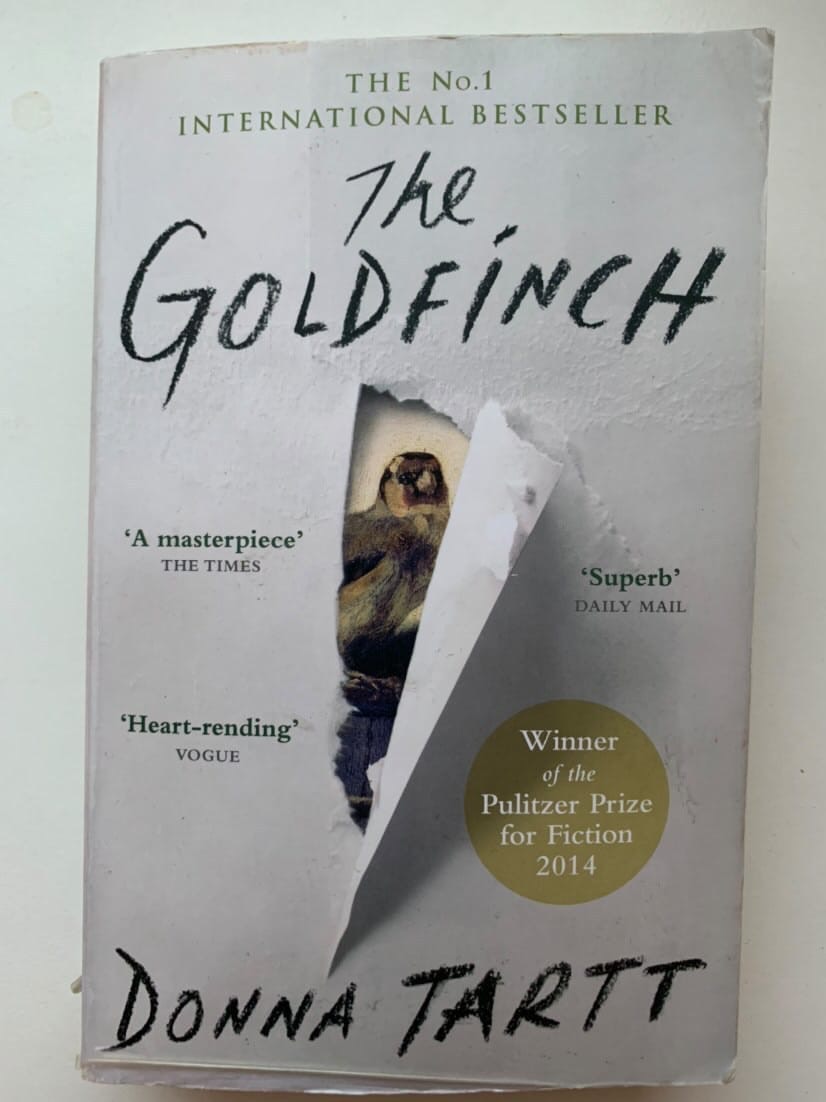 THE No.1
INTERNATIONAL BESTSELLER
The
GOLDFINCH
‘A masterpiece’
THE TIMES
‘Superb’
DAILY MAIL
‘Heart-rending’
VOGUE
Winner
of the
Pulitzer Prize
for Fiction
2014
DONNA TARTT